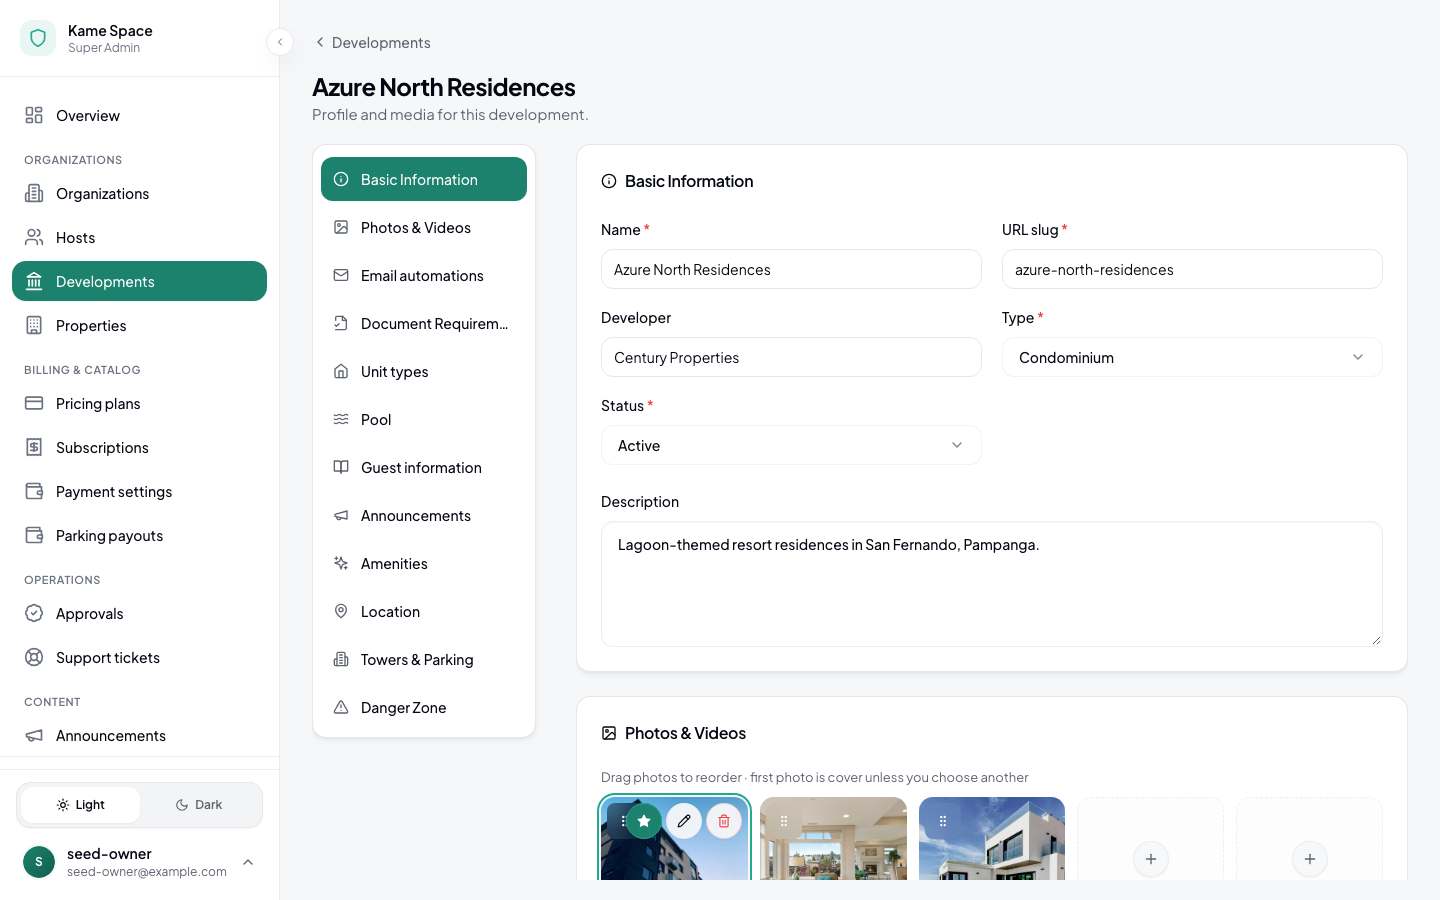 Kame Space
Super Admin
Overview
ORGANIZATIONS
Organizations
Hosts
Developments
Properties
BILLING & CATALOG
Pricing plans
Subscriptions
Payment settings
Parking payouts
OPERATIONS
Approvals
Support tickets
CONTENT
Announcements
Light
Dark
S
seed-owner
seed-owner@example.com
Developments
Azure North Residences
Profile and media for this development.
Basic Information
Photos & Videos
Email automations
Document Requirem...
Unit types
Pool
Guest information
Announcements
Amenities
Location
Towers & Parking
Danger Zone
Basic Information
Name *
Azure North Residences
URL slug *
azure-north-residences
Developer
Century Properties
Type *
Condominium
Status *
Active
Description
Lagoon-themed resort residences in San Fernando, Pampanga.
Photos & Videos
Drag photos to reorder · first photo is cover unless you choose another